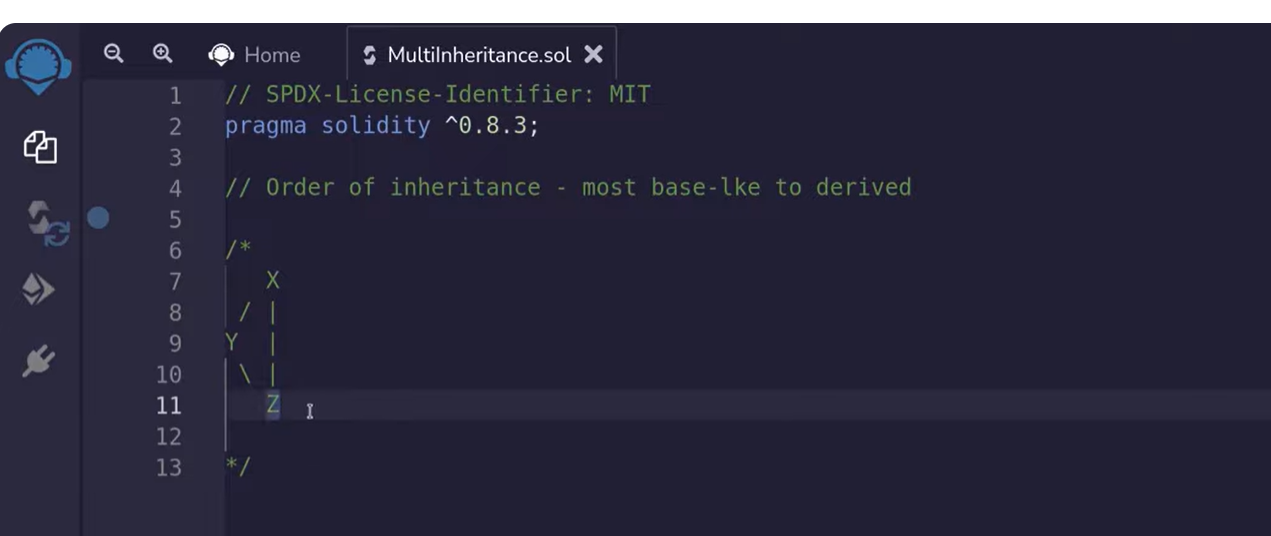 Home MultiInheritance.sol
1 // SPDX-License-Identifier: MIT
2 pragma solidity ^0.8.3;
3
4 // Order of inheritance - most base-lke to derived
5
6 /*
7    X
8  / |
9 Y  |
10  \ |
11    Z
12
13 */